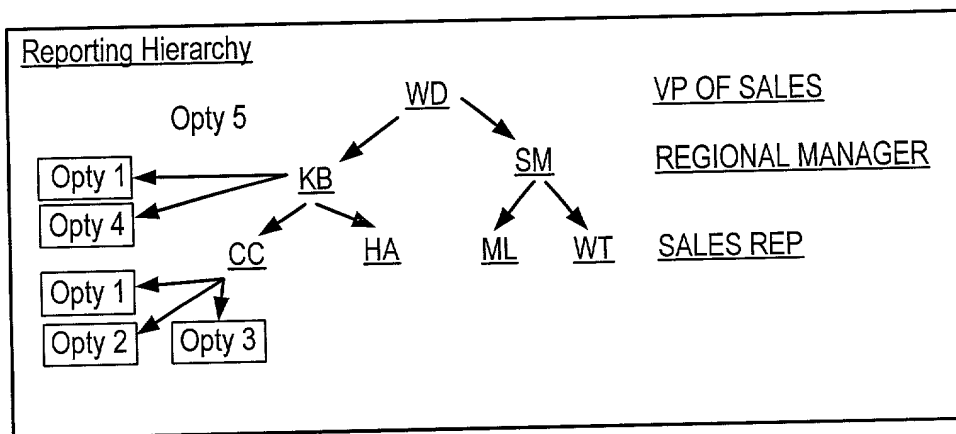 Reporting Hierarchy
WD VP OF SALES
Opty 5
SM REGIONAL MANAGER
Opty 1 KB
Opty 4
CC HA ML WT SALES REP
Opty 1
Opty 2 Opty 3